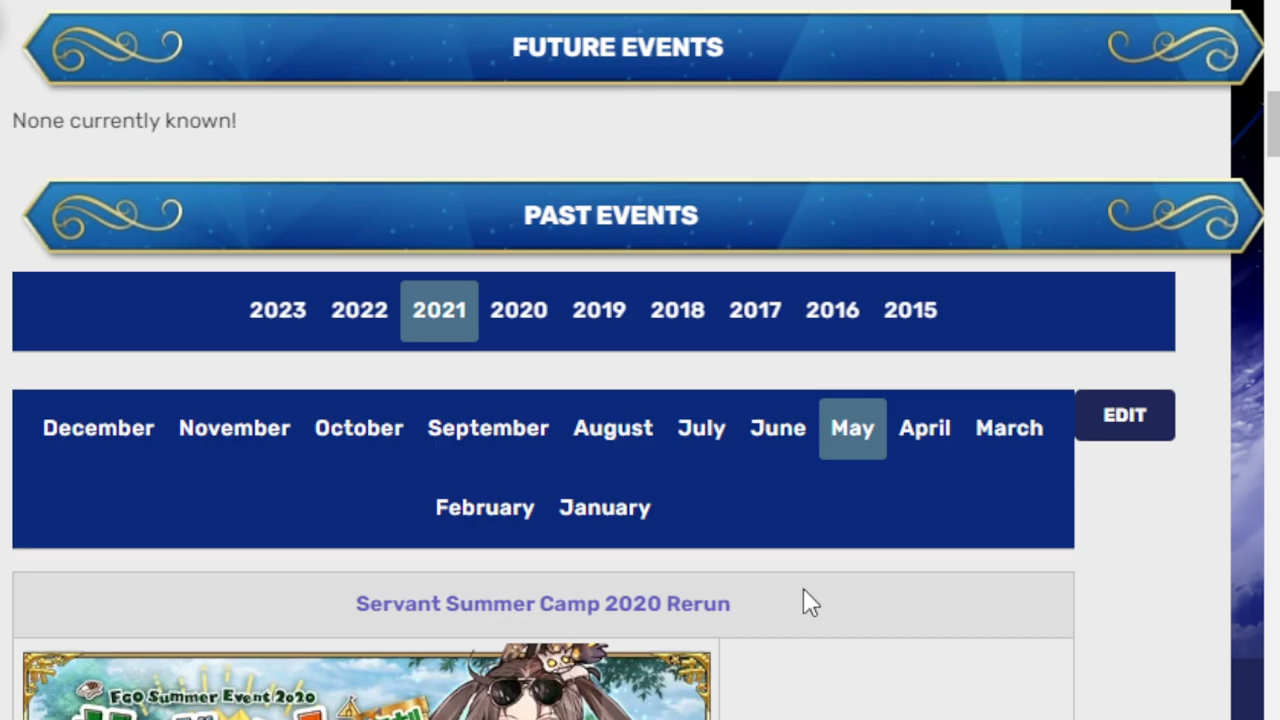 FUTURE EVENTS
None currently known!
PAST EVENTS
2023 2022 2021 2020 2019 2018 2017 2016 2015
December November October September August July June May April March
EDIT
February January
Servant Summer Camp 2020 Rerun
FGO Summer Event 2020